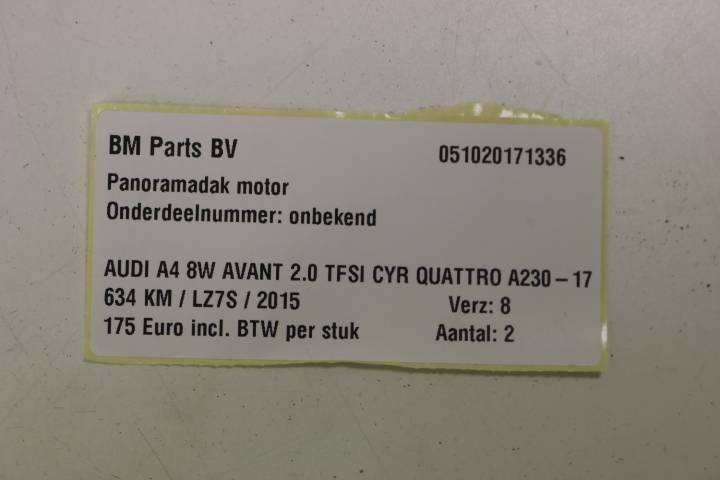 BM Parts BV 051020171336
Panoramadak motor
Onderdeelnummer: onbekend
AUDI A4 8W AVANT 2.0 TFSI CYR QUATTRO A230-17
634 KM / LZ7S / 2015 Verz: 8
175 Euro incl. BTW per stuk Aantal: 2